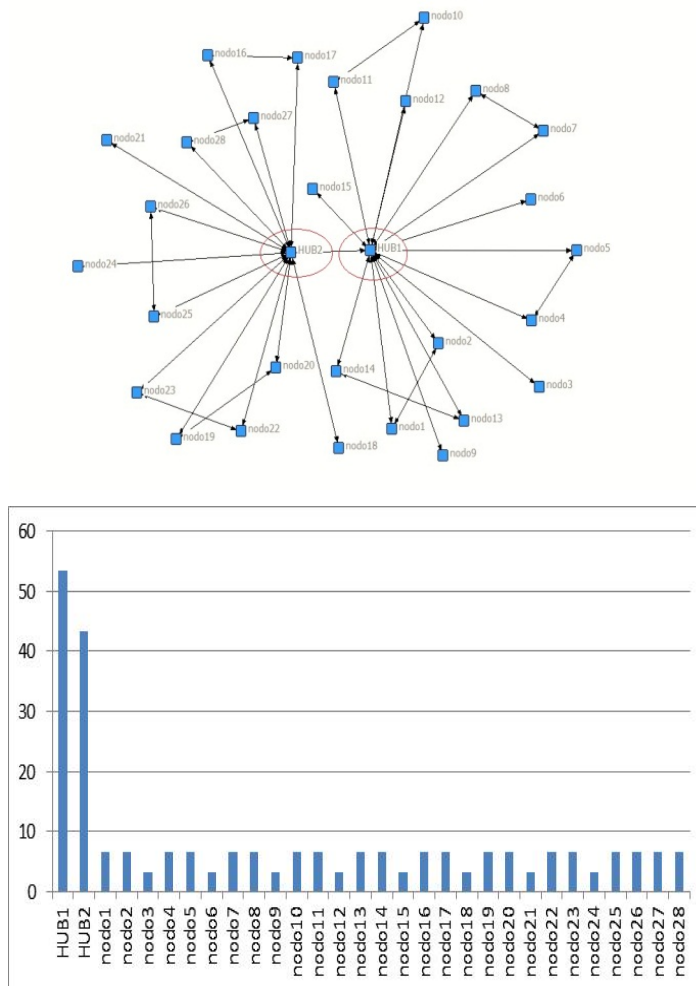 nodo10
nodo16
nodo17
nodo11
nodo8
nodo12
nodo27
nodo7
nodo21
nodo28
nodo15
nodo6
nodo26
HUB2
HUB1
nodo5
nodo24
nodo25
nodo4
nodo2
nodo20
nodo14
nodo3
nodo23
nodo13
nodo22
nodo1
nodo19
nodo18
nodo9
60
50
40
30
20
10
0
HUB1
HUB2
nodo1
nodo2
nodo3
nodo4
nodo5
nodo6
nodo7
nodo8
nodo9
nodo10
nodo11
nodo12
nodo13
nodo14
nodo15
nodo16
nodo17
nodo18
nodo19
nodo20
nodo21
nodo22
nodo23
nodo24
nodo25
nodo26
nodo27
nodo28